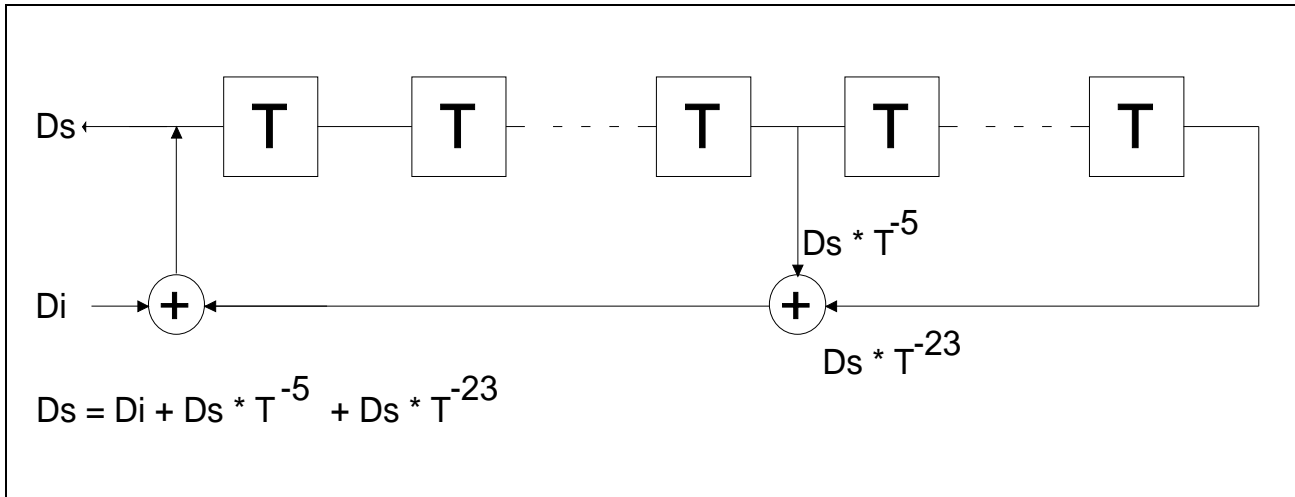 Ds T T T T T
Ds * T^-5
Di + +
Ds * T^-23
Ds = Di + Ds * T^-5 + Ds * T^-23